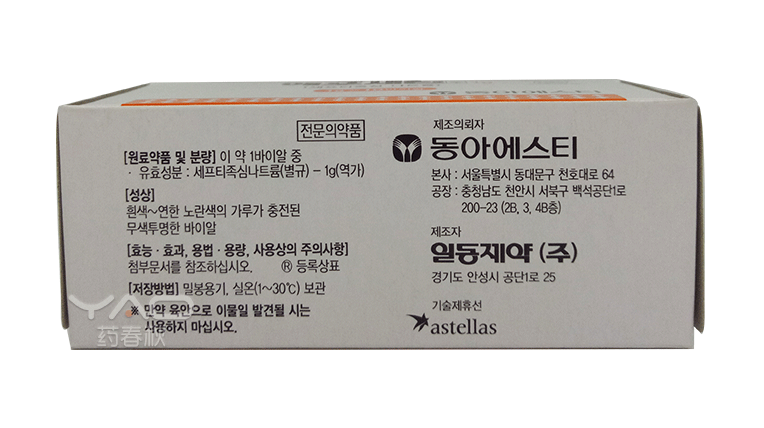 동아에스티
전문의약품
[원료약품 및 분량] 이 약 1바이알 중
· 유효성분 : 세프티족심나트륨(별규) – 1g(역가)
[성상]
흰색~연한 노란색의 가루가 충전된
무색투명한 바이알
[효능 · 효과, 용법 · 용량, 사용상의 주의사항]
첨부문서를 참조하십시오. ® 등록상표
[저장방법] 밀봉용기, 실온(1~30℃) 보관
※ 만약 육안으로 이물일 발견될 시는
사용하지 마십시오.
제조의뢰자
동아에스티
본사 : 서울특별시 동대문구 천호대로 64
공장 : 충청남도 천안시 서북구 백석공단1로
200-23 (2B, 3, 4B층)
제조자
일동제약 (주)
경기도 안성시 공단1로 25
기술제휴선
astellas
YAO
药春秋